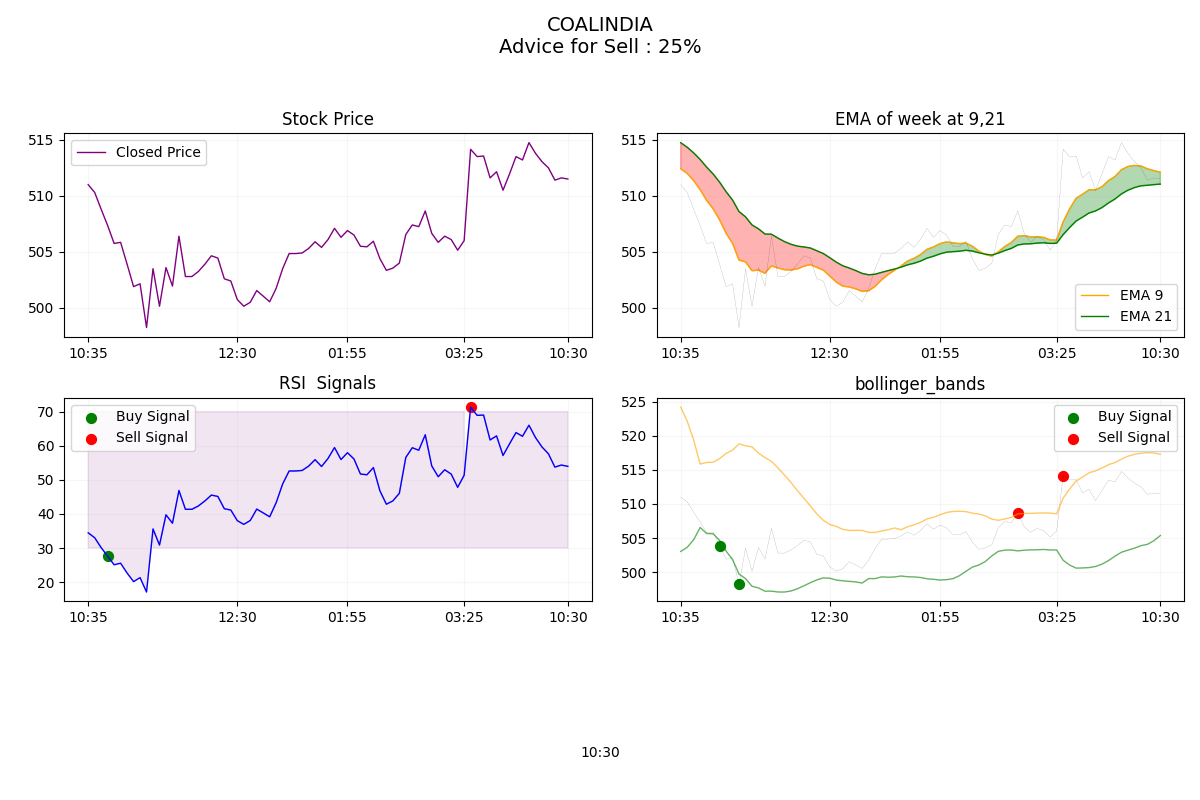 COALINDIA
Advice for Sell : 25%
Stock Price
515
510
505
500
Closed Price
10:35 12:30 01:55 03:25 10:30
EMA of week at 9,21
515
510
505
500
EMA 9
EMA 21
10:35 12:30 01:55 03:25 10:30
RSI  Signals
70
60
50
40
30
20
Buy Signal
Sell Signal
10:35 12:30 01:55 03:25 10:30
bollinger_bands
525
520
515
510
505
500
Buy Signal
Sell Signal
10:35 12:30 01:55 03:25 10:30
10:30